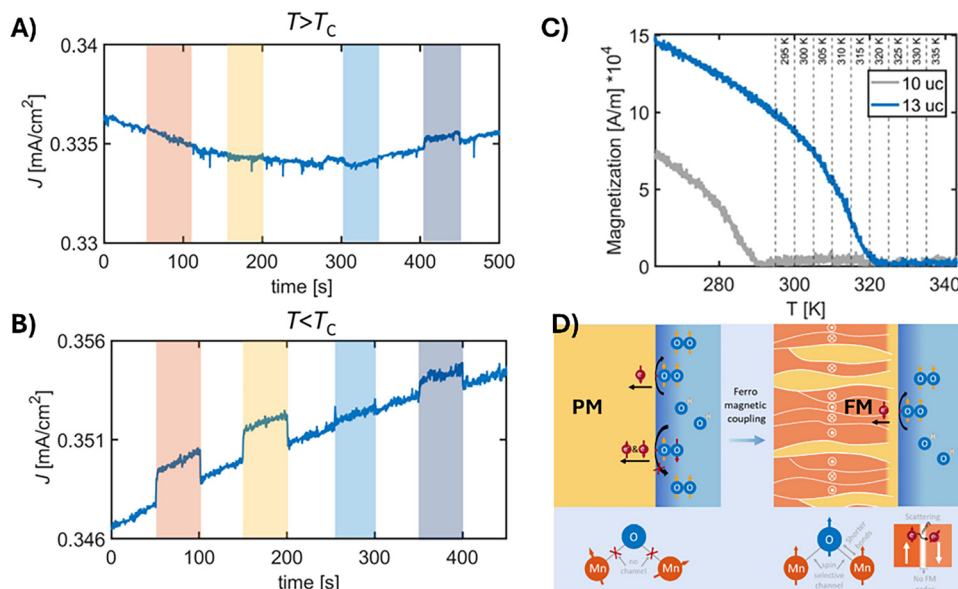 A)
T>TC
0.34
0.335
0.33
J [mA/cm2]
0 100 200 300 400 500
time [s]
B)
T<TC
0.356
0.351
0.346
J [mA/cm2]
0 100 200 300 400
time [s]
C)
15
10
5
0
Magnetization [A/m] *10⁴
295 K
300 K
305 K
310 K
315 K
320 K
325 K
330 K
335 K
10 uc
13 uc
280 300 320 340
T [K]
D)
PM
Ferro
magnetic
coupling
FM
&
O O
O O
O H
O H
O O
O O
O O
O O
O H
O H
O
no
channel
Mn Mn
O
Shorter
bonds
spin
selective
channel
Mn Mn
Scattering
No FM